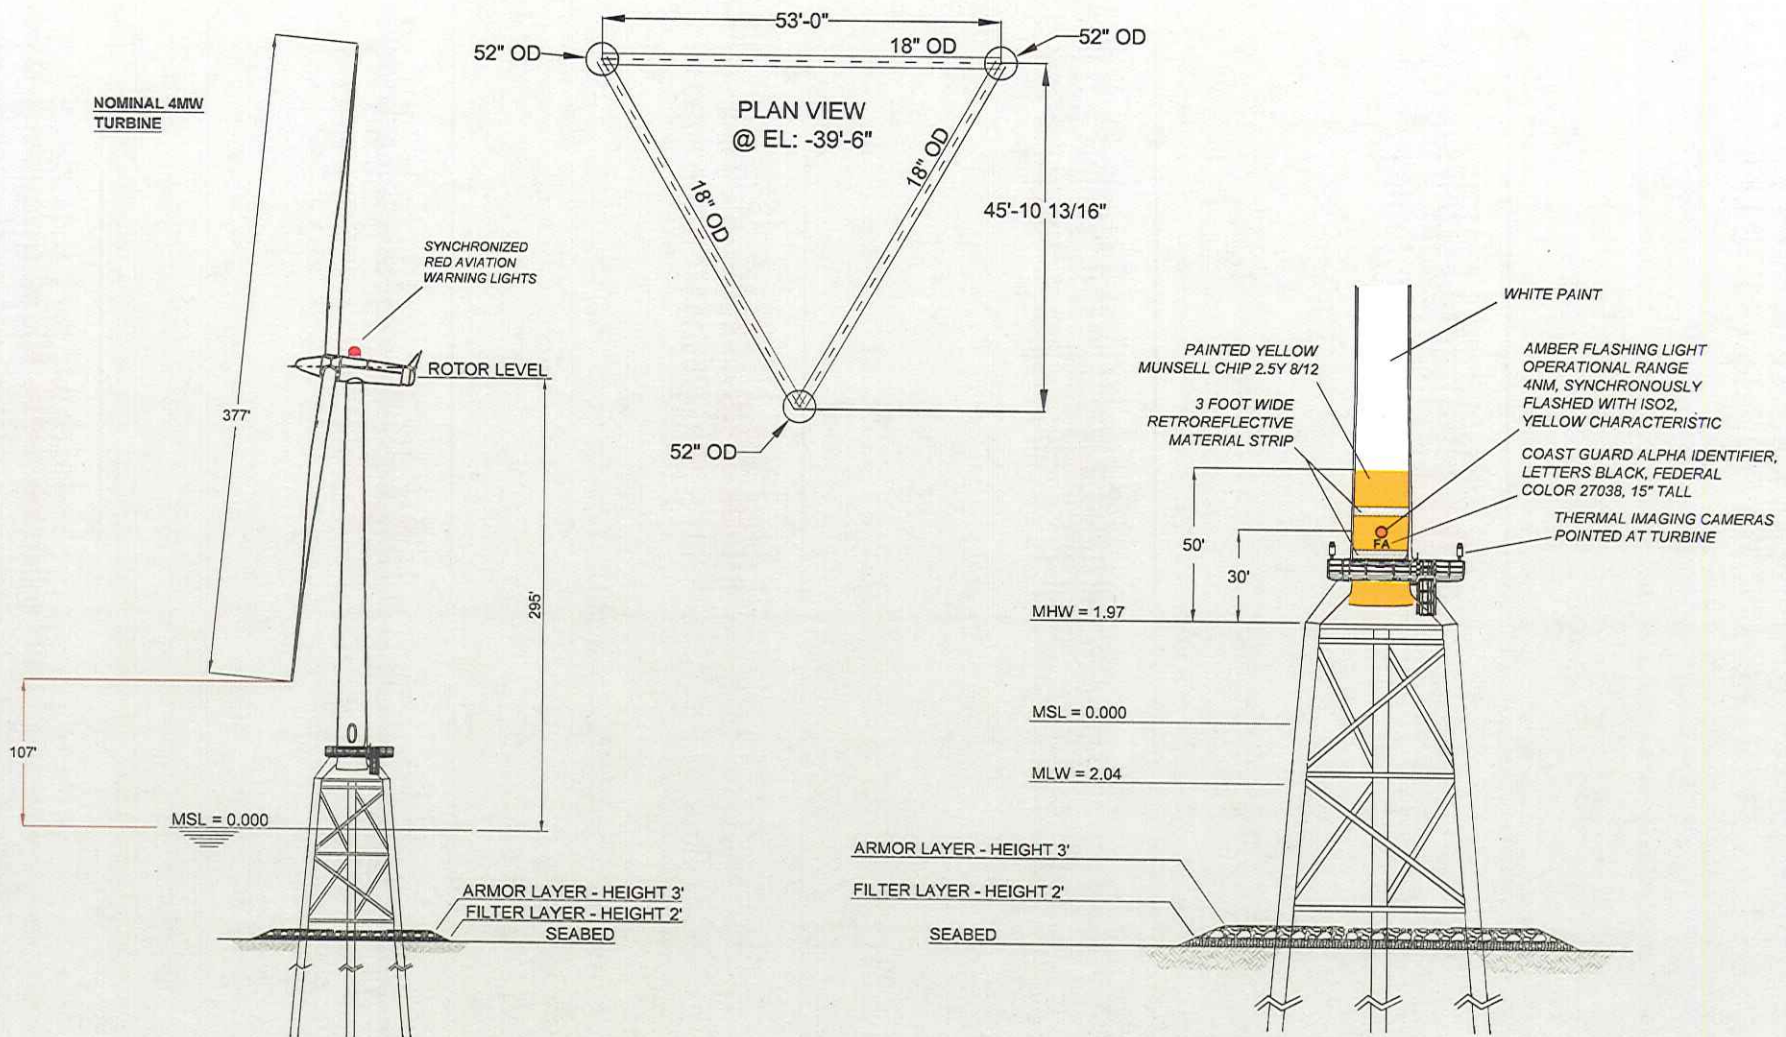 NOMINAL 4MW
TURBINE
377'
SYNCHRONIZED
RED AVIATION
WARNING LIGHTS
ROTOR LEVEL
295'
107'
MSL = 0.000
ARMOR LAYER - HEIGHT 3'
FILTER LAYER - HEIGHT 2'
SEABED
53'-0"
52" OD
18" OD
52" OD
PLAN VIEW
@ EL: -39'-6"
18" OD
18" OD
45'-10 13/16"
52" OD
WHITE PAINT
PAINTED YELLOW
MUNSELL CHIP 2.5Y 8/12
3 FOOT WIDE
RETROREFLECTIVE
MATERIAL STRIP
AMBER FLASHING LIGHT
OPERATIONAL RANGE
4NM, SYNCHRONOUSLY
FLASHED WITH ISO2,
YELLOW CHARACTERISTIC
COAST GUARD ALPHA IDENTIFIER,
LETTERS BLACK, FEDERAL
COLOR 27038, 15" TALL
THERMAL IMAGING CAMERAS
POINTED AT TURBINE
FA
50'
30'
MHW = 1.97
MSL = 0.000
MLW = 2.04
ARMOR LAYER - HEIGHT 3'
FILTER LAYER - HEIGHT 2'
SEABED